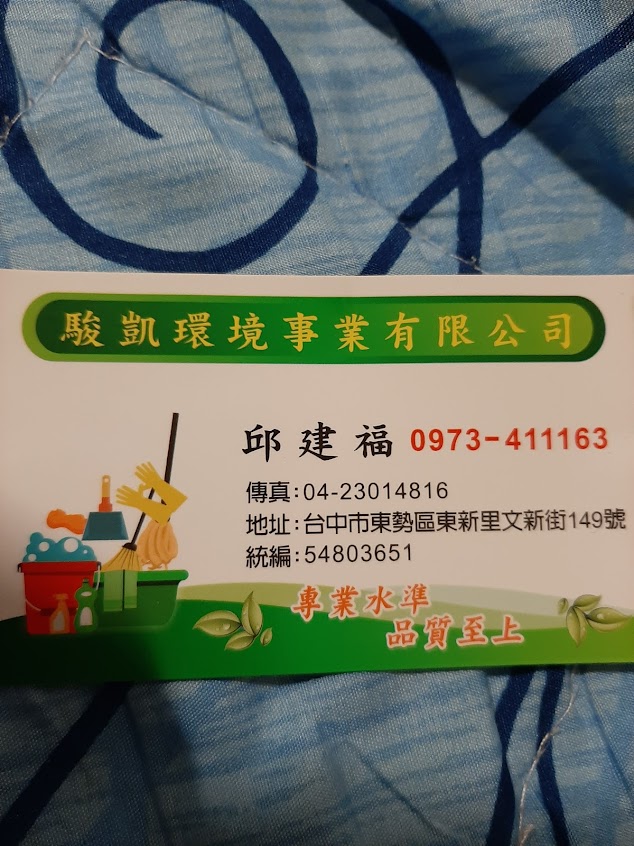 駿凱環境事業有限公司
邱建福 0973-411163
傳真:04-23014816
地址:台中市東勢區東新里文新街149號
統編:54803651
專業水準
品質至上